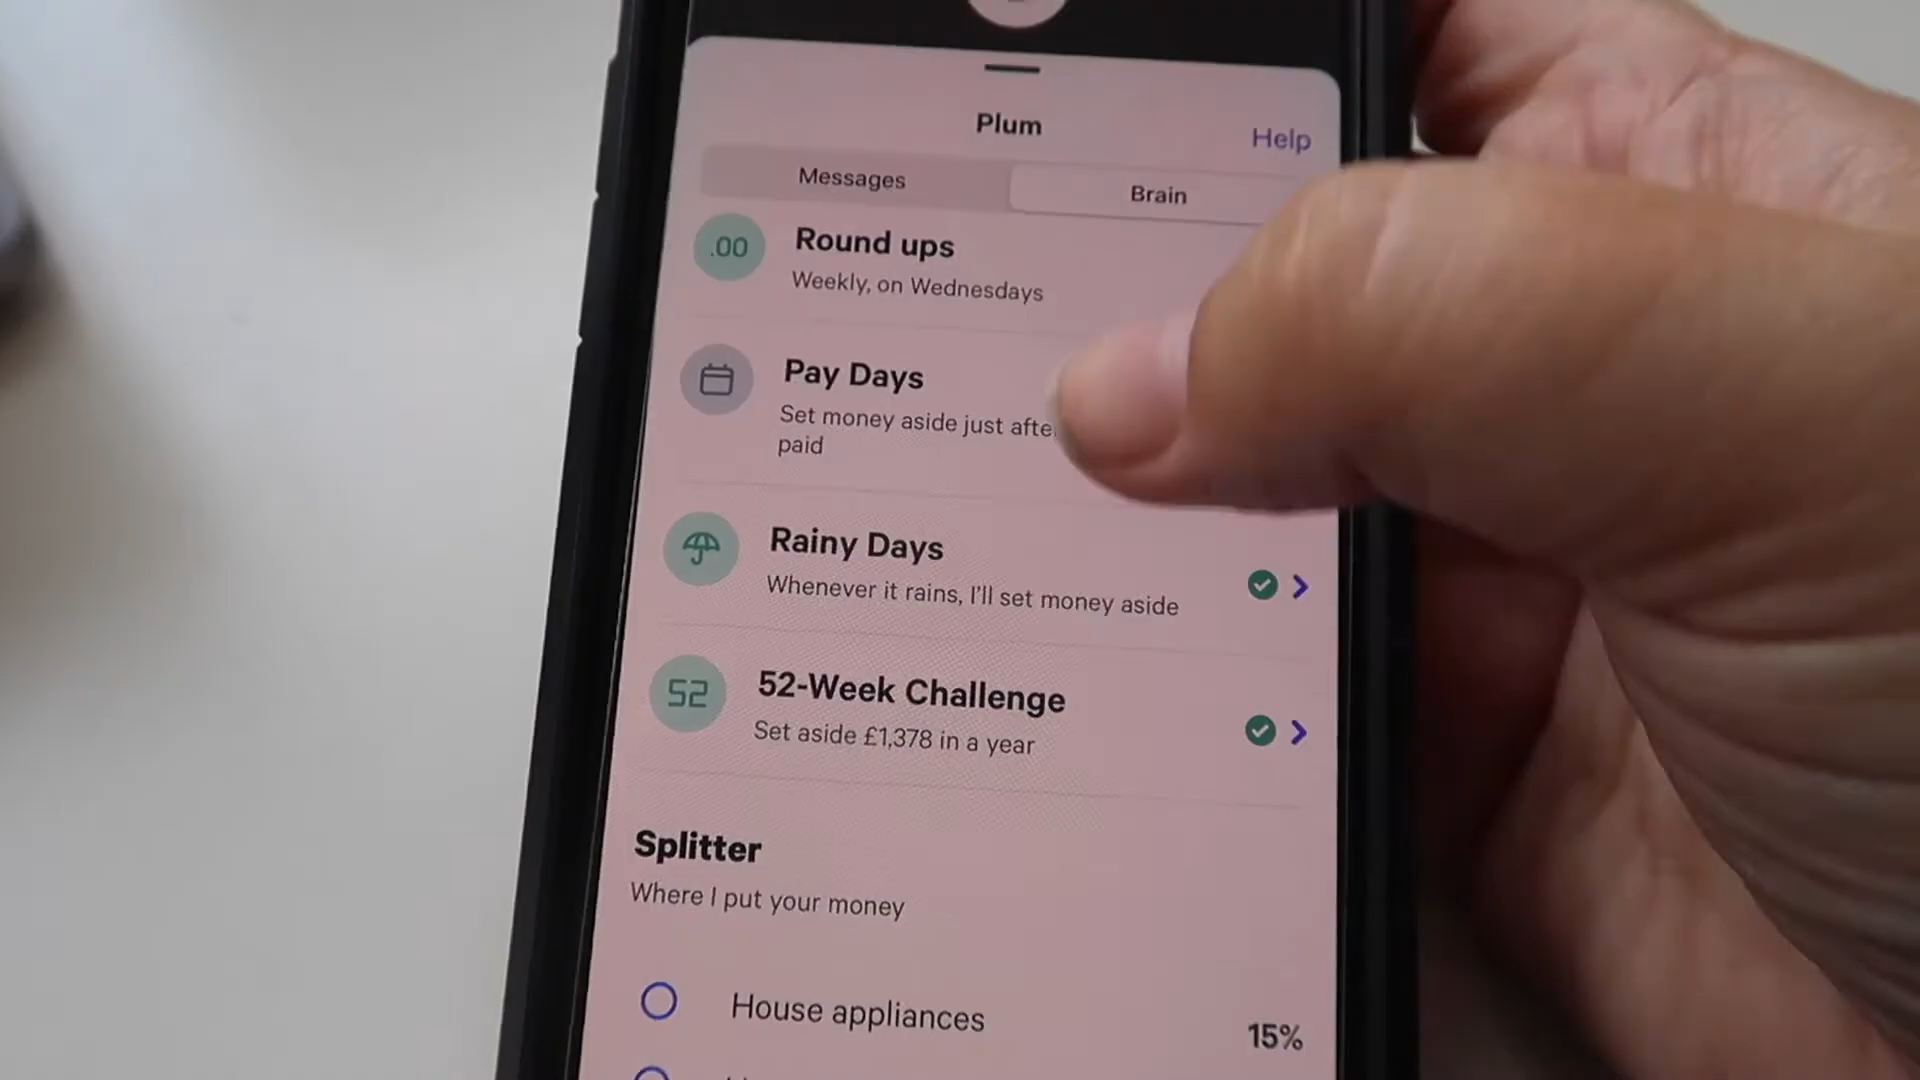 Plum
Help
Messages
Brain
.00
Round ups
Weekly, on Wednesdays
Pay Days
Set money aside just afte
paid
Rainy Days
Whenever it rains, I'll set money aside
52
52-Week Challenge
Set aside £1,378 in a year
Splitter
Where I put your money
House appliances
15%